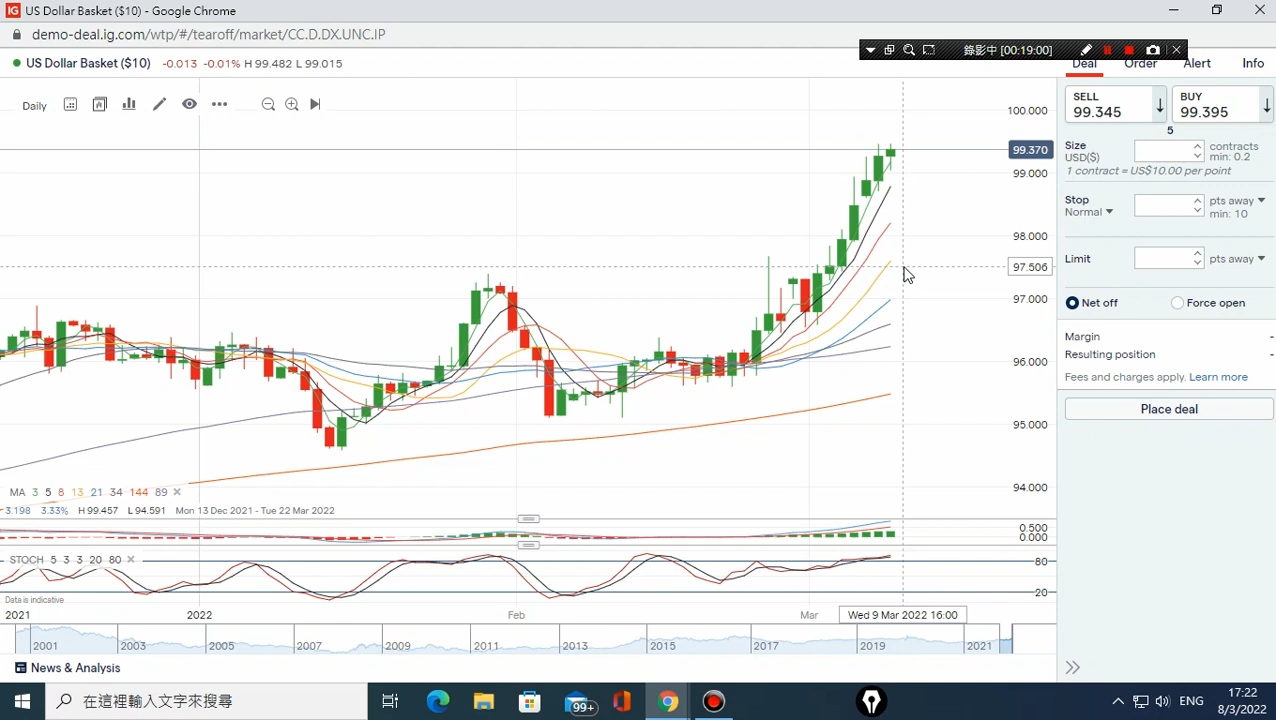 IG US Dollar Basket ($10) - Google Chrome
demo-deal.ig.com/wtp/#/tearoff/market/CC.D.DX.UNC.IP
錄影中 [00:19:00]
US Dollar Basket ($10) -0.013 -0.01% H 99.482 L 99.015
Deal Order Alert Info
Daily
SELL
99.345
BUY
99.395
5
Size
USD($)
contracts
min: 0.2
1 contract = US$10.00 per point
Stop
Normal
pts away
min: 10
Limit
pts away
Net off
Force open
Margin -
Resulting position -
Fees and charges apply. Learn more
Place deal
100.000
99.370
99.000
98.000
97.506
97.000
96.000
95.000
94.000
MA 3 5 8 13 21 34 144 89
3.198 3.33% H 99.457 L 94.591 Mon 13 Dec 2021 - Tue 22 Mar 2022
0.500
0.000
STOCH 5 3 3 20 80
80
20
Data is indicative
2021 2022 Feb Mar Wed 9 Mar 2022 16:00
2001 2003 2005 2007 2009 2011 2013 2015 2017 2019 2021
News & Analysis
在這裡輸入文字來搜尋
99+
ENG
17:22
8/3/2022